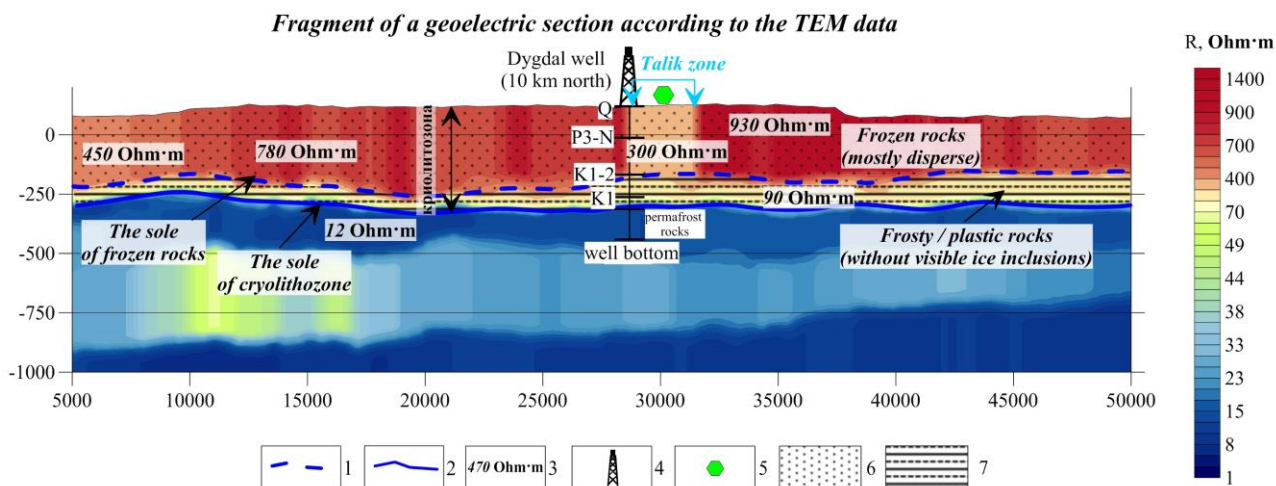 Fragment of a geoelectric section according to the TEM data
R, Ohm·m
Dygdal well
(10 km north)
Talik zone
Q
P3-N
K1-2
K1
permafrost
rocks
well bottom
450 Ohm·m
780 Ohm·m
криолитозона
300 Ohm·m
930 Ohm·m
Frozen rocks
(mostly disperse)
90 Ohm·m
12 Ohm·m
The sole
of frozen rocks
The sole
of cryolithozone
Frosty / plastic rocks
(without visible ice inclusions)
0
-250
-500
-750
-1000
5000 10000 15000 20000 25000 30000 35000 40000 45000 50000
1400
900
700
400
70
49
44
38
33
23
15
8
1
1 2 470 Ohm·m 3 4 5 6 7